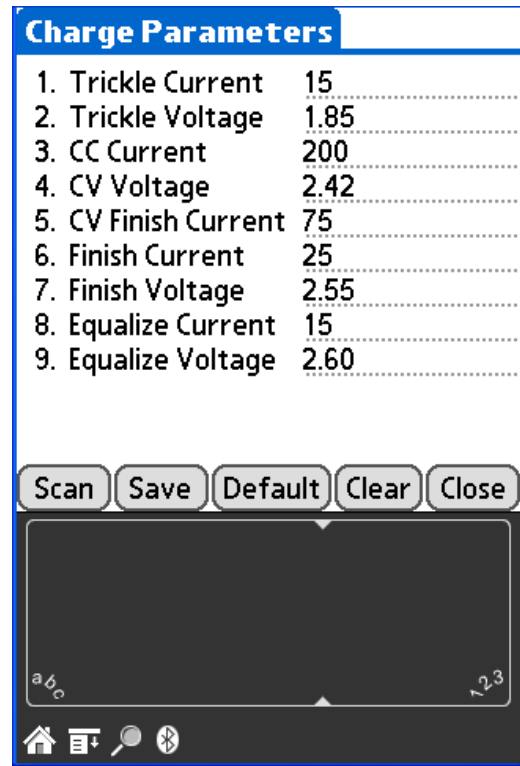 Charge Parameters
1. Trickle Current 15
2. Trickle Voltage 1.85
3. CC Current 200
4. CV Voltage 2.42
5. CV Finish Current 75
6. Finish Current 25
7. Finish Voltage 2.55
8. Equalize Current 15
9. Equalize Voltage 2.60
Scan Save Default Clear Close
abc 123